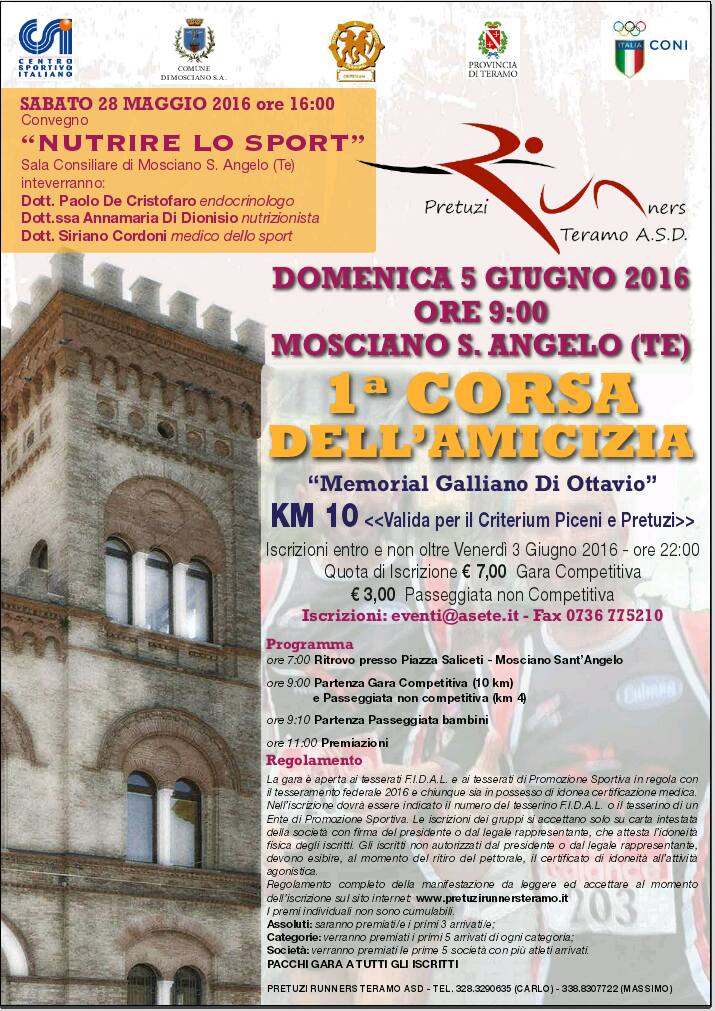 CENTRO
SPORTIVO
ITALIANO
COMUNE
DI MOSCIANO S.A.
PROVINCIA
DI TERAMO
ITALIA
CONI
SABATO 28 MAGGIO 2016 ore 16:00
Convegno
“NUTRIRE LO SPORT”
Sala Consiliare di Mosciano S. Angelo (Te)
inteverranno:
Dott. Paolo De Cristofaro endocrinologo
Dott.ssa Annamaria Di Dionisio nutrizionista
Dott. Siriano Cordoni medico dello sport
Pretuzi Runners
Teramo A.S.D.
DOMENICA 5 GIUGNO 2016
ORE 9:00
MOSCIANO S. ANGELO (TE)
1ª CORSA
DELL’AMICIZIA
“Memorial Galliano Di Ottavio”
KM 10 <<Valida per il Criterium Piceni e Pretuzi>>
Iscrizioni entro e non oltre Venerdì 3 Giugno 2016 - ore 22:00
Quota di Iscrizione € 7,00 Gara Competitiva
€ 3,00 Passeggiata non Competitiva
Iscrizioni: eventi@asete.it - Fax 0736 775210
Programma
ore 7:00 Ritrovo presso Piazza Saliceti - Mosciano Sant’Angelo
ore 9:00 Partenza Gara Competitiva (10 km)
e Passeggiata non competitiva (km 4)
ore 9:10 Partenza Passeggiata bambini
ore 11:00 Premiazioni
Regolamento
La gara è aperta ai tesserati F.I.D.A.L. e ai tesserati di Promozione Sportiva in regola con
il tesseramento federale 2016 e chiunque sia in possesso di idonea certificazione medica.
Nell’iscrizione dovrà essere indicato il numero del tesserino F.I.D.A.L. o il tesserino di un
Ente di Promozione Sportiva. Le iscrizioni dei gruppi si accettano solo su carta intestata
della società con firma del presidente o dal legale rappresentante, che attesta l’idoneità
fisica degli iscritti. Gli iscritti non autorizzati dal presidente o dal legale rappresentante,
devono esibire, al momento del ritiro del pettorale, il certificato di idoneità all’attività
agonistica.
Regolamento completo della manifestazione da leggere ed accettare al momento
dell’iscrizione sul sito internet: www.pretuzirunnersteramo.it
I premi individuali non sono cumulabili.
Assoluti: saranno premiati/e i primi 3 arrivati/e;
Categorie: verranno premiati i primi 5 arrivati di ogni categoria;
Società: verranno premiati le prime 5 società con più atleti arrivati.
PACCHI GARA A TUTTI GLI ISCRITTI
203
PRETUZI RUNNERS TERAMO ASD - TEL. 328.3290635 (CARLO) - 338.8307722 (MASSIMO)